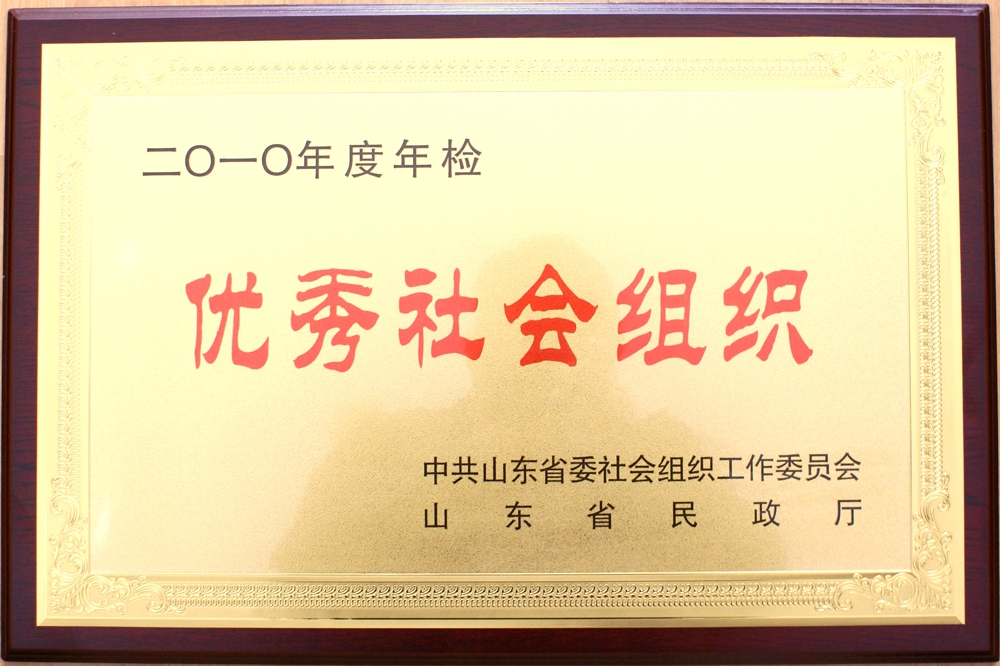 二〇一〇年度年检
优秀社会组织
中共山东省委社会组织工作委员会
山东省民政厅